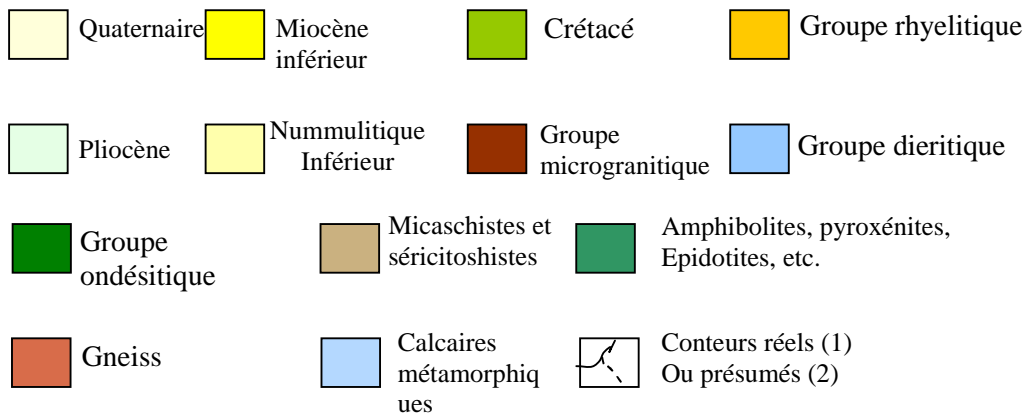 Quaternaire
Miocène
inférieur
Crétacé
Groupe rhyelitique
Pliocène
Nummulitique
Inférieur
Groupe
microgranitique
Groupe dieritique
Groupe
ondésitique
Micaschistes et
séricitoshistes
Amphibolites, pyroxénites,
Epidotites, etc.
Gneiss
Calcaires
métamorphiq
ues
Conteurs réels (1)
Ou présumés (2)